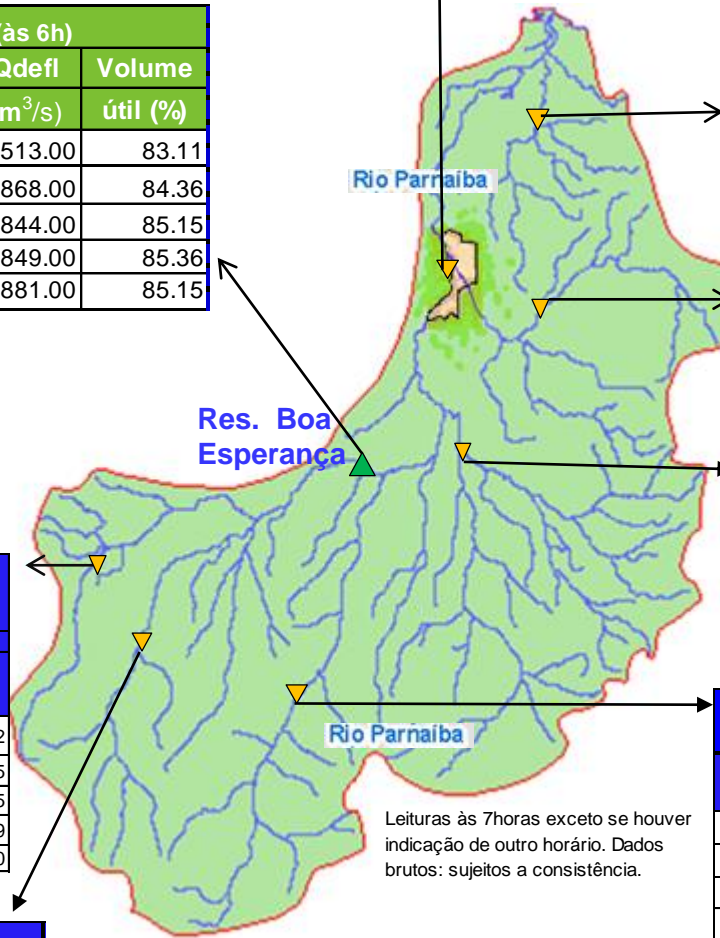 (às 6h)
Qdefl Volume
m³/s) útil (%)
513.00 83.11
868.00 84.36
844.00 85.15
849.00 85.36
881.00 85.15
Rio Parnaíba
Res. Boa
Esperança
Rio Parnaíba
Leituras às 7horas exceto se houver
indicação de outro horário. Dados
brutos: sujeitos a consistência.